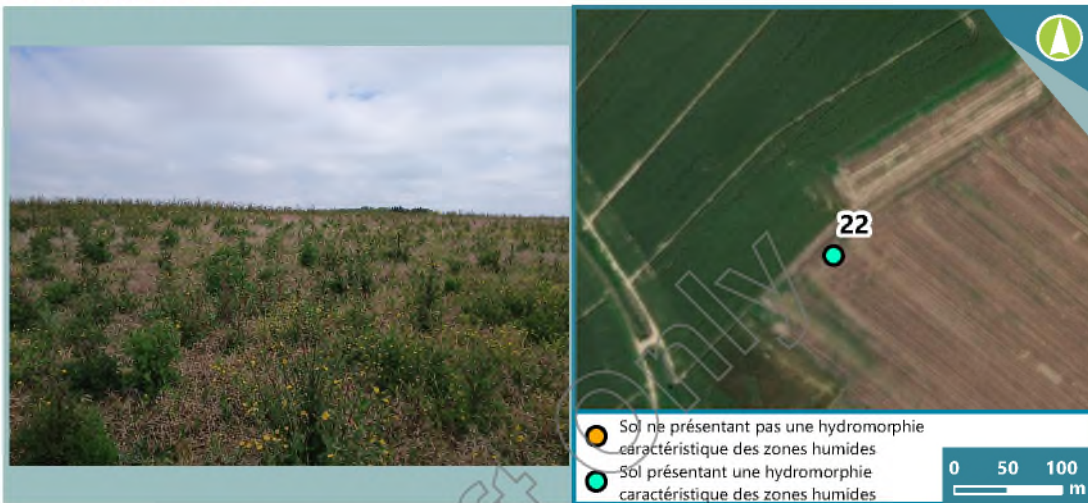 22
Sol ne présentant pas une hydromorphie
caractéristique des zones humides
Sol présentant une hydromorphie
caractéristique des zones humides
0 50 100
m
only